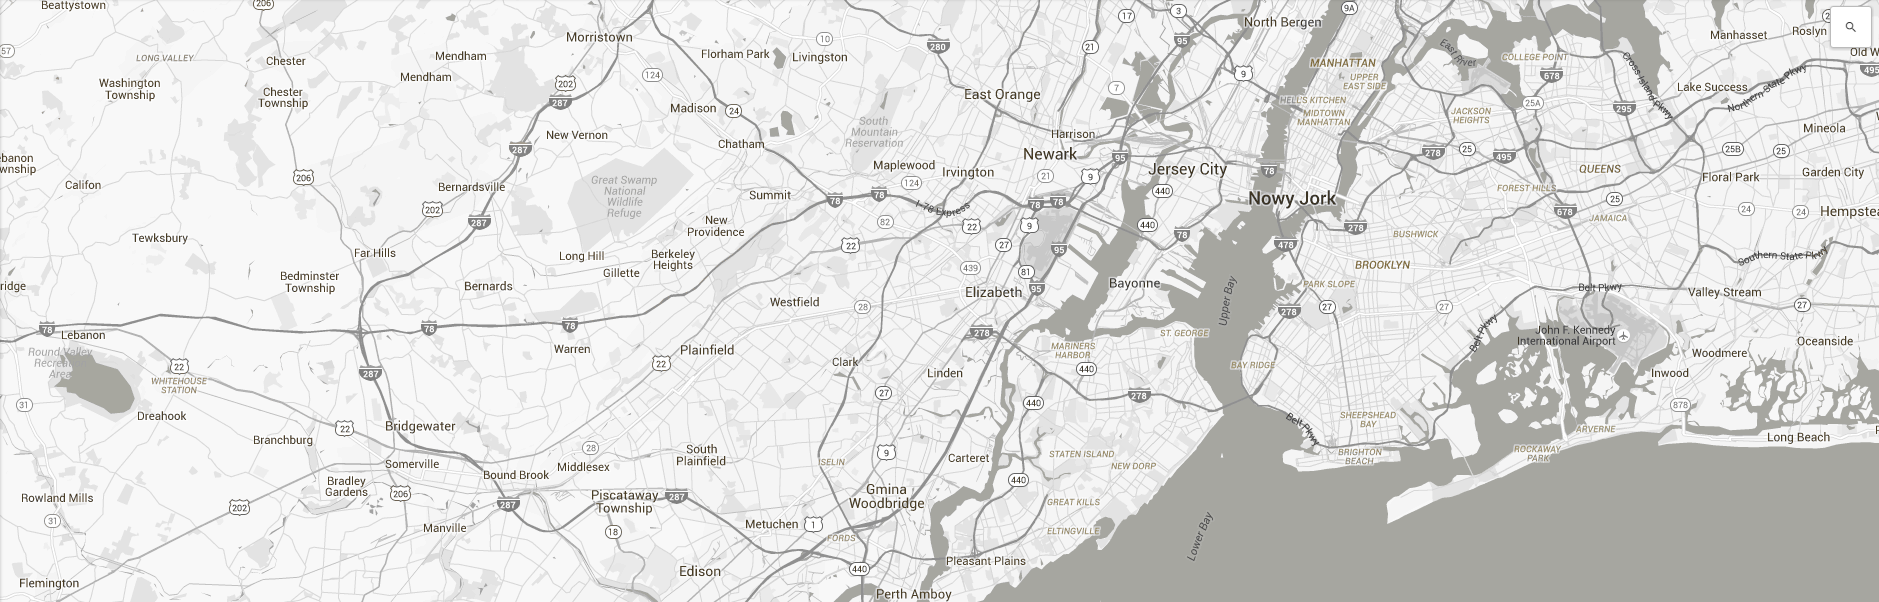 Beattystown
206
17
3
North Bergen
9A
Morristown
95
Manhasset
Roslyn
57
LONG VALLEY
Chester
Mendham
Florham Park
10
Livingston
280
21
MANHATTAN
East River
COLLEGE POINT
Old W
Mendham
202
124
9
UPPER
EAST SIDE
678
Cross Island Pkwy
495
Washington
Township
Chester
Township
287
Madison
24
East Orange
7
HELL'S KITCHEN
MIDTOWN
MANHATTAN
JACKSON
HEIGHTS
25A
295
Lake Success
Northern State Pkwy
New Vernon
South
Mountain
Reservation
Harrison
Mineola
287
Chatham
Newark
95
278
25
495
25B
25
ebanon
wnship
Maplewood
Irvington
Jersey City
78
QUEENS
Floral Park
Garden City
Califon
206
Bernardsville
Great Swamp
National
Wildlife
Refuge
Summit
124
21
9
440
FOREST HILLS
202
78
78
I-78 Express
78
78
Nowy Jork
25
287
New
Providence
82
22
9
440
278
678
JAMAICA
24
25
Hempstea
Tewksbury
Far Hills
Long Hill
Berkeley
Heights
22
27
95
78
478
BUSHWICK
Southern State Pkwy
Bedminster
Township
Gillette
439
81
BROOKLYN
ridge
Bernards
Westfield
Elizabeth
95
Bayonne
Upper Bay
PARK SLOPE
Belt Pkwy
Valley Stream
28
278
27
27
27
78
Lebanon
78
78
278
ST. GEORGE
Belt Pkwy
John F. Kennedy
International Airport
Round Valley
Recreation
Area
Warren
Plainfield
MARINERS
HARBOR
Woodmere
Oceanside
22
WHITEHOUSE
STATION
287
22
Clark
Linden
440
BAY RIDGE
Inwood
31
Dreahook
27
440
278
878
22
Bridgewater
Belt Pkwy
SHEEPSHEAD
BAY
ARVERNE
Long Beach
Branchburg
28
South
Plainfield
9
Carteret
STATEN ISLAND
BRIGHTON
BEACH
ROCKAWAY
PARK
Somerville
Bound Brook
Middlesex
ISELIN
NEW DORP
Rowland Mills
Bradley
Gardens
206
Piscataway
Township
287
Gmina
Woodbridge
440
GREAT KILLS
202
287
31
Manville
18
Metuchen
1
FORDS
ELTINGVILLE
Lower Bay
Flemington
Edison
440
Pleasant Plains
Perth Amboy